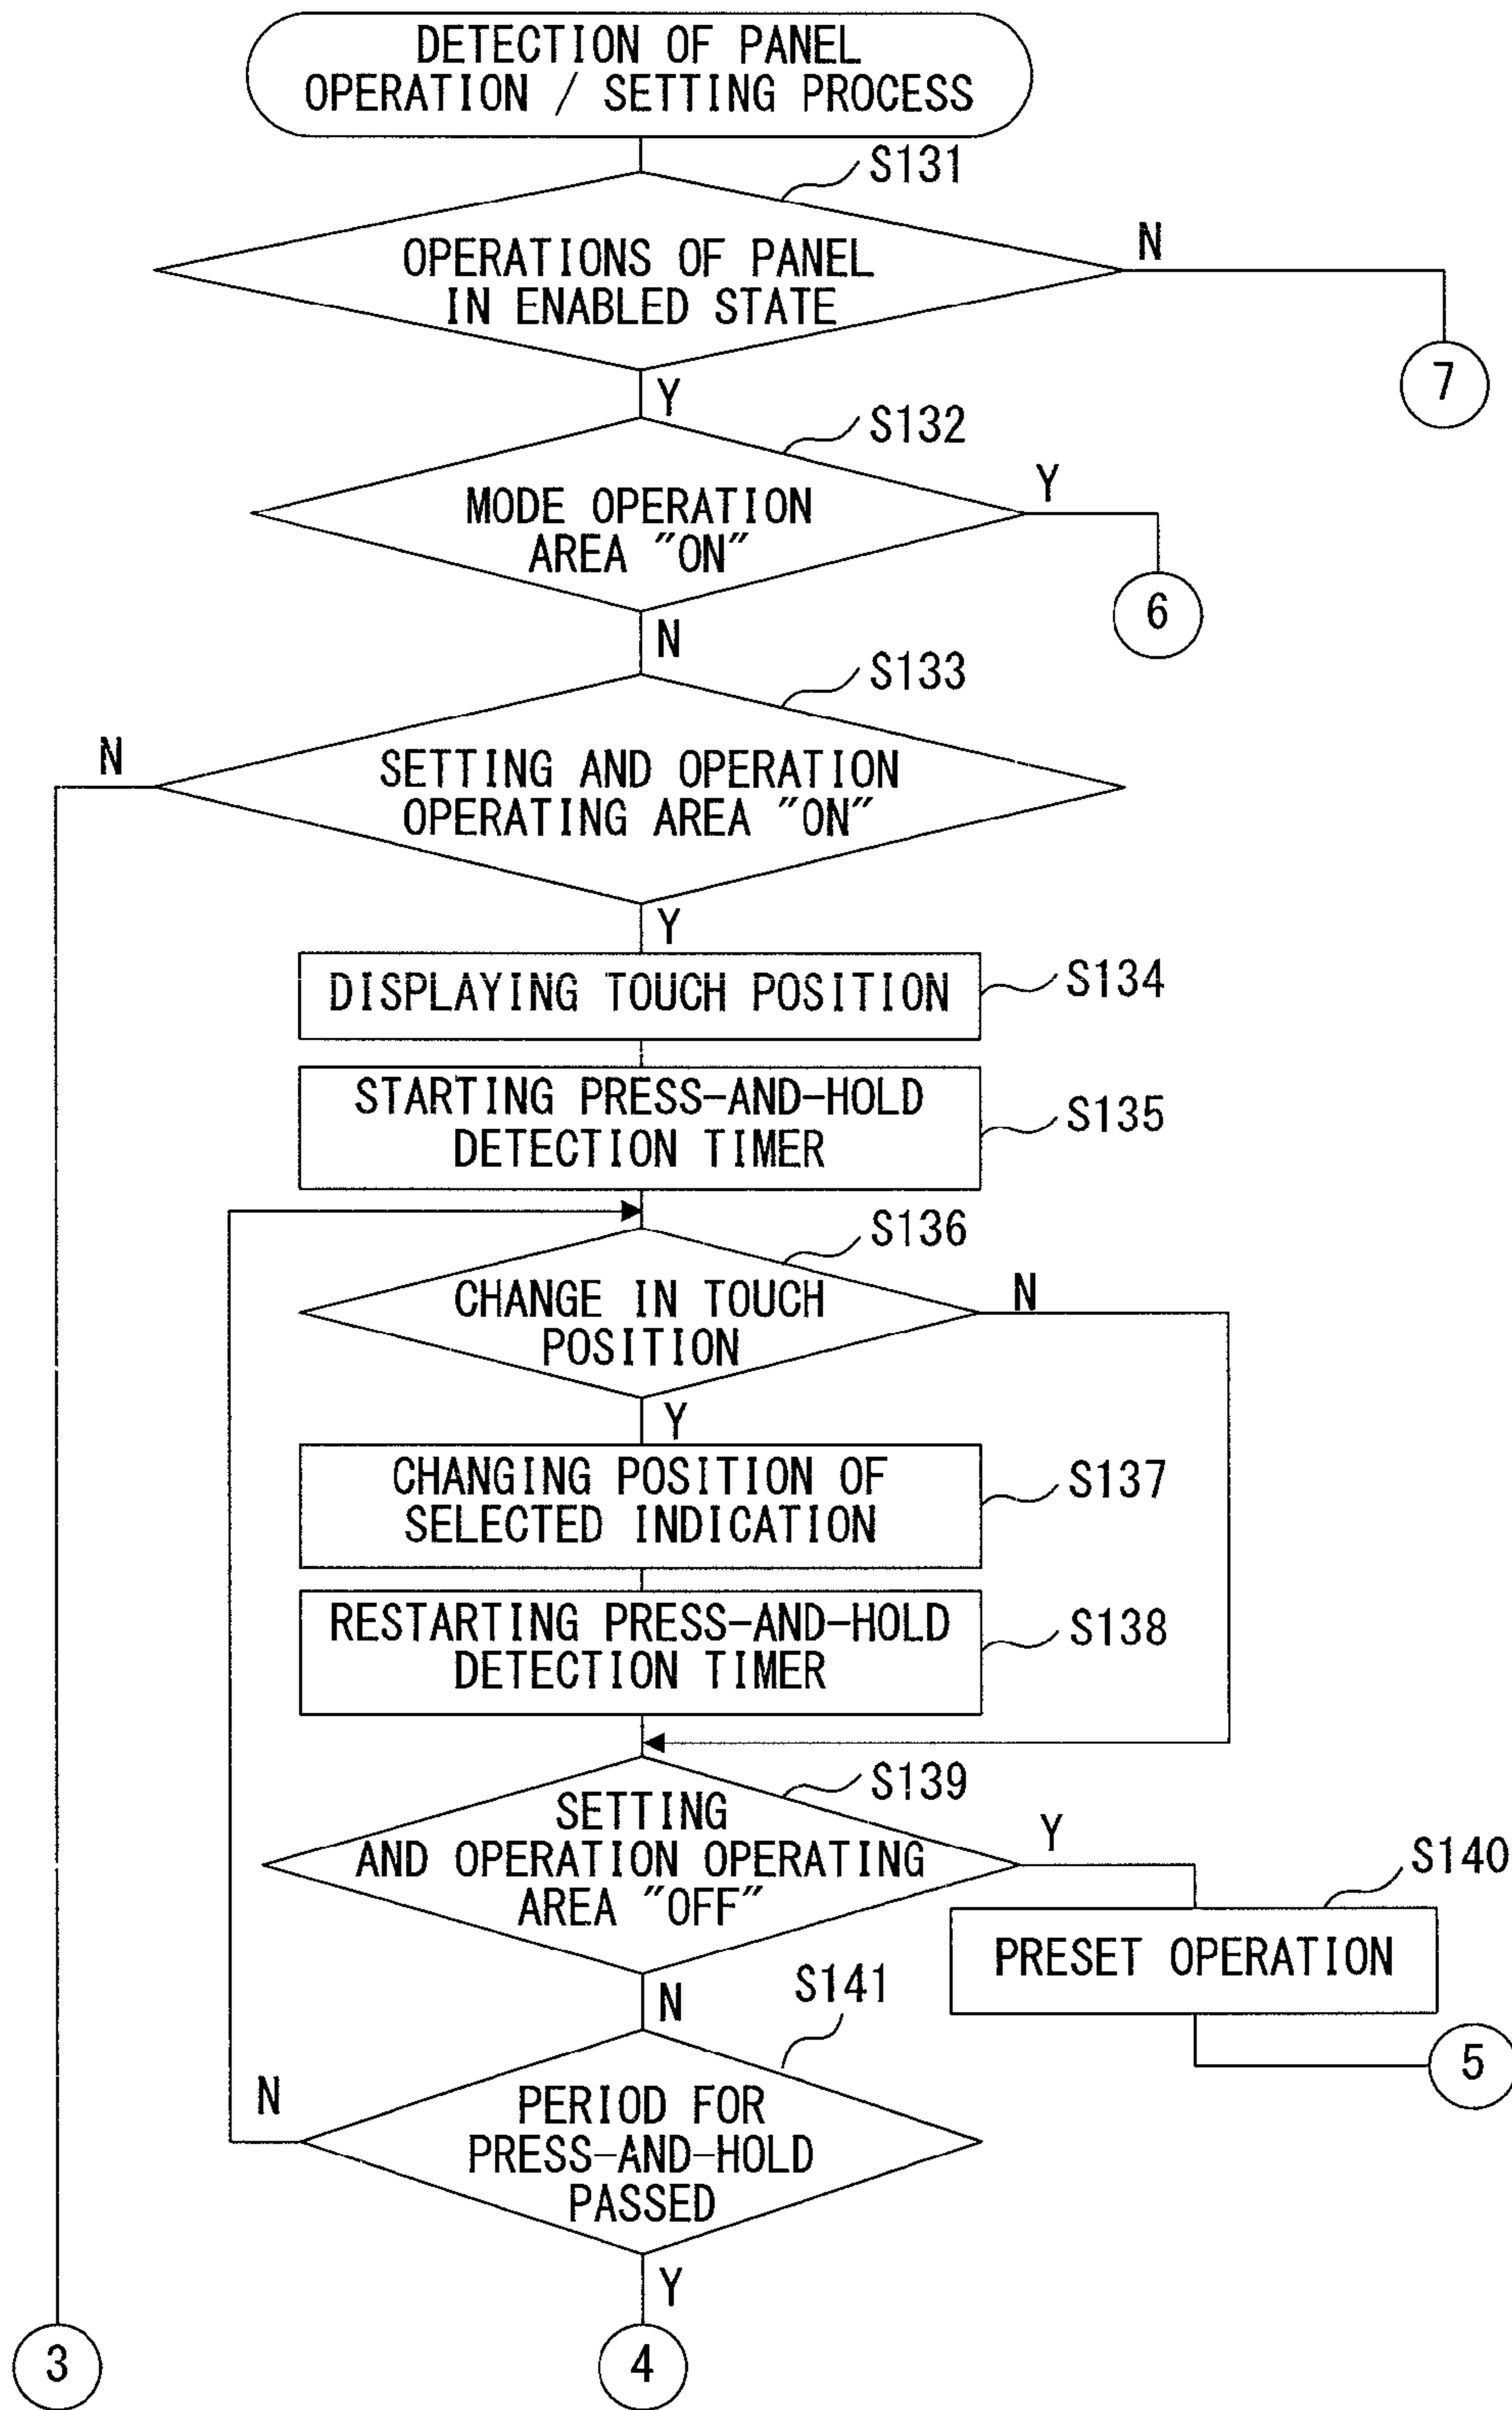 DETECTION OF PANEL
OPERATION / SETTING PROCESS
S131
OPERATIONS OF PANEL
IN ENABLED STATE
N
7
Y
S132
MODE OPERATION
AREA "ON"
Y
6
N
S133
SETTING AND OPERATION
OPERATING AREA "ON"
N
Y
DISPLAYING TOUCH POSITION
S134
STARTING PRESS-AND-HOLD
DETECTION TIMER
S135
S136
CHANGE IN TOUCH
POSITION
N
Y
CHANGING POSITION OF
SELECTED INDICATION
S137
RESTARTING PRESS-AND-HOLD
DETECTION TIMER
S138
S139
SETTING
AND OPERATION OPERATING
AREA "OFF"
Y
S140
PRESET OPERATION
5
N
S141
PERIOD FOR
PRESS-AND-HOLD
PASSED
N
Y
3
4